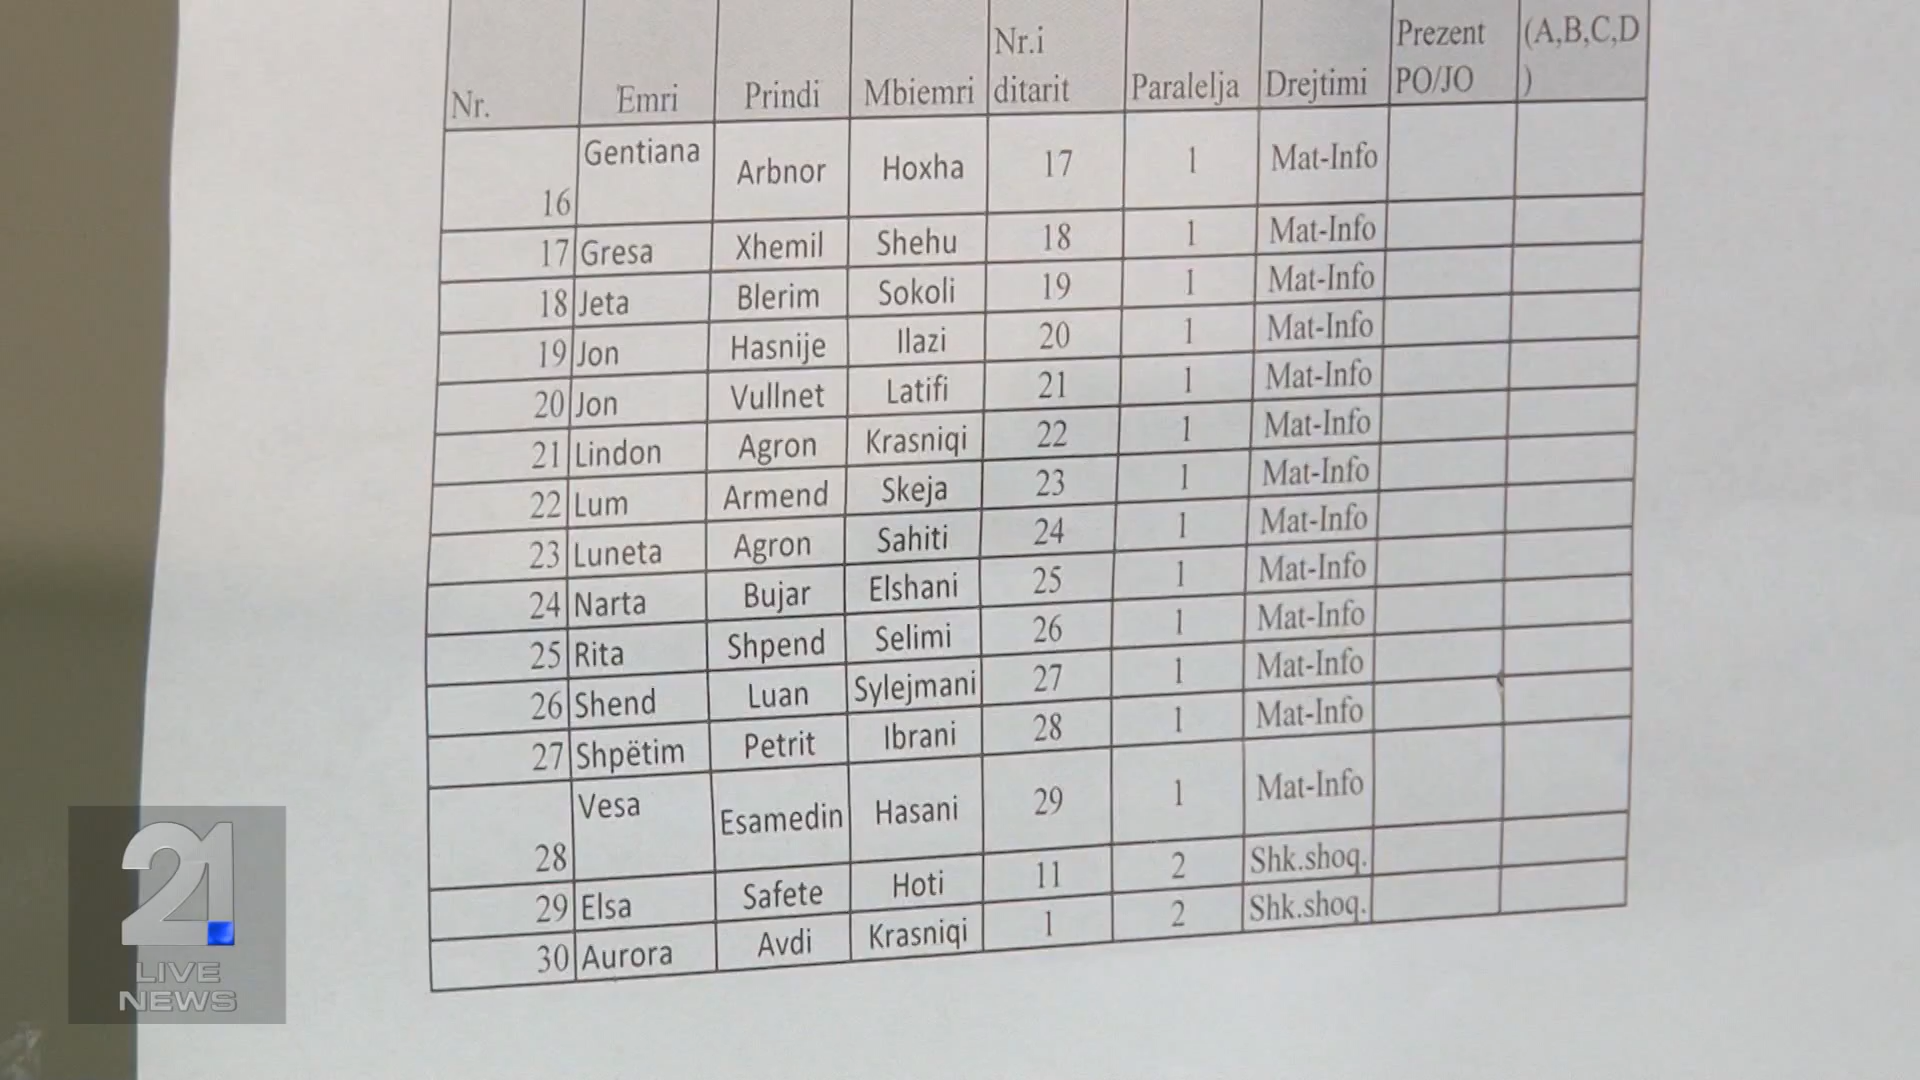 Nr. Emri Prindi Mbiemri Nr.i ditarit Paralelja Drejtimi Prezent PO/JO (A,B,C,D)
16 Gentiana Arbnor Hoxha 17 1 Mat-Info
17 Gresa Xhemil Shehu 18 1 Mat-Info
18 Jeta Blerim Sokoli 19 1 Mat-Info
19 Jon Hasnije Ilazi 20 1 Mat-Info
20 Jon Vullnet Latifi 21 1 Mat-Info
21 Lindon Agron Krasniqi 22 1 Mat-Info
22 Lum Armend Skeja 23 1 Mat-Info
23 Luneta Agron Sahiti 24 1 Mat-Info
24 Narta Bujar Elshani 25 1 Mat-Info
25 Rita Shpend Selimi 26 1 Mat-Info
26 Shend Luan Sylejmani 27 1 Mat-Info
27 Shpëtim Petrit Ibrani 28 1 Mat-Info
28 Vesa Esamedin Hasani 29 1 Mat-Info
29 Elsa Safete Hoti 11 2 Shk.shoq.
30 Aurora Avdi Krasniqi 1 2 Shk.shoq.
21.
LIVE
NEWS